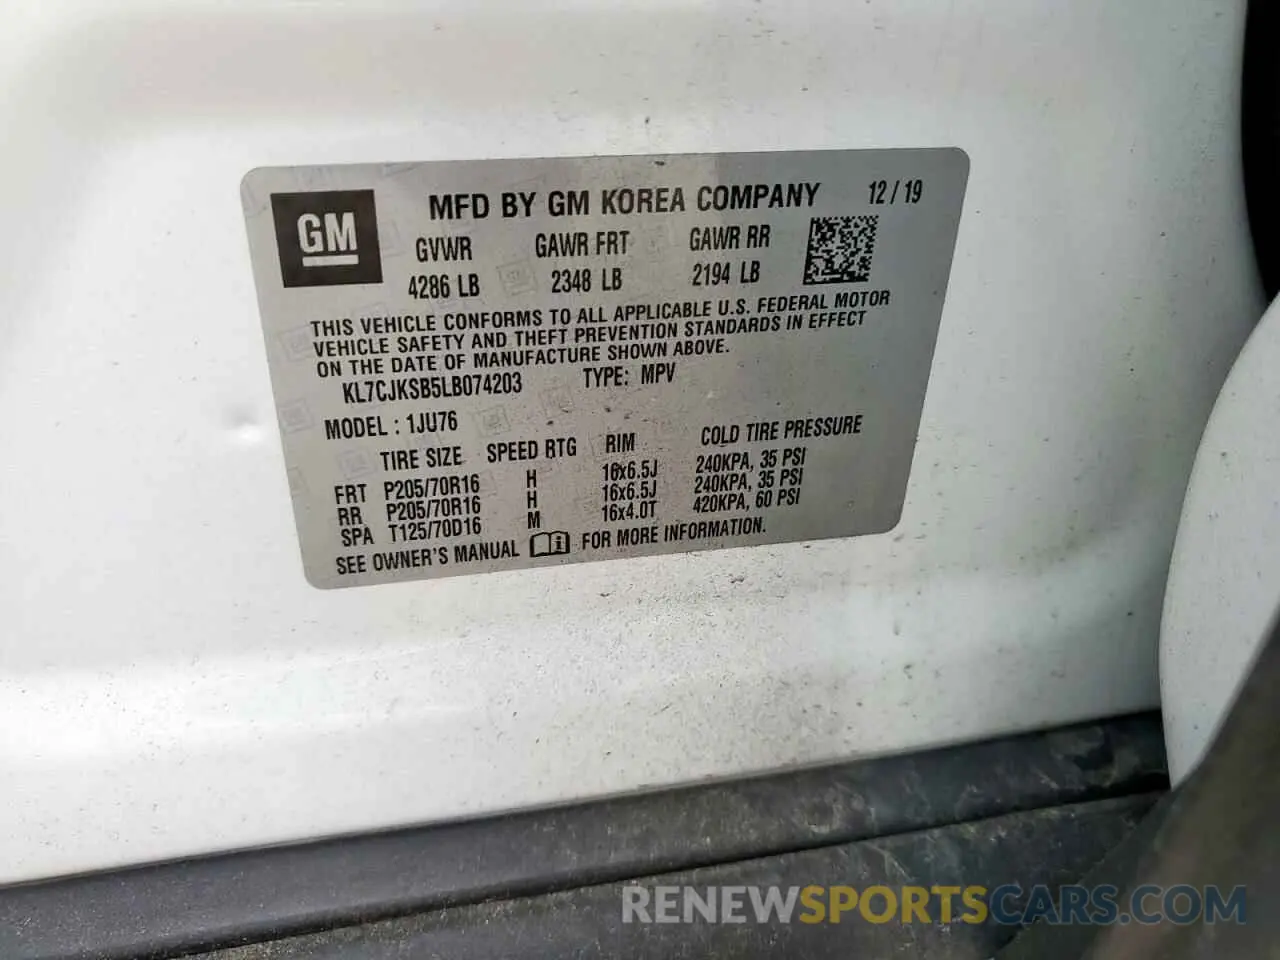 GM
MFD BY GM KOREA COMPANY 12/19
GVWR GAWR FRT GAWR RR
4286 LB 2348 LB 2194 LB
THIS VEHICLE CONFORMS TO ALL APPLICABLE U.S. FEDERAL MOTOR
VEHICLE SAFETY AND THEFT PREVENTION STANDARDS IN EFFECT
ON THE DATE OF MANUFACTURE SHOWN ABOVE.
KL7CJKSB5LB074203 TYPE: MPV
MODEL : 1JU76
TIRE SIZE SPEED RTG RIM COLD TIRE PRESSURE
FRT P205/70R16 H 16x6.5J 240KPA, 35 PSI
RR P205/70R16 H 16x6.5J 240KPA, 35 PSI
SPA T125/70D16 M 16x4.0T 420KPA, 60 PSI
SEE OWNER'S MANUAL FOR MORE INFORMATION.
RENEWSPORTSCARS.COM